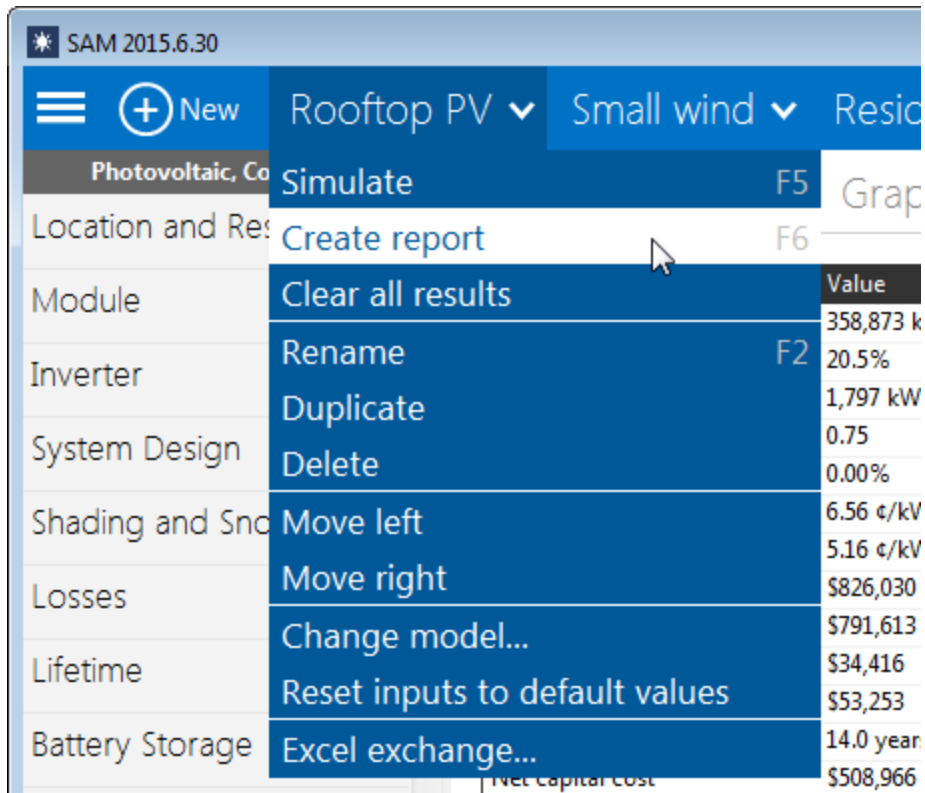 SAM 2015.6.30
New
Rooftop PV
Small wind
Resid
Photovoltaic, Co
Location and Res
Module
Inverter
System Design
Shading and Sno
Losses
Lifetime
Battery Storage
Simulate F5
Create report F6
Clear all results
Rename F2
Duplicate
Delete
Move left
Move right
Change model...
Reset inputs to default values
Excel exchange...
Grap
Value
358,873 k
20.5%
1,797 kW
0.75
0.00%
6.56 ¢/kW
5.16 ¢/kW
$826,030
$791,613
$34,416
$53,253
14.0 years
Net capital cost $508,966